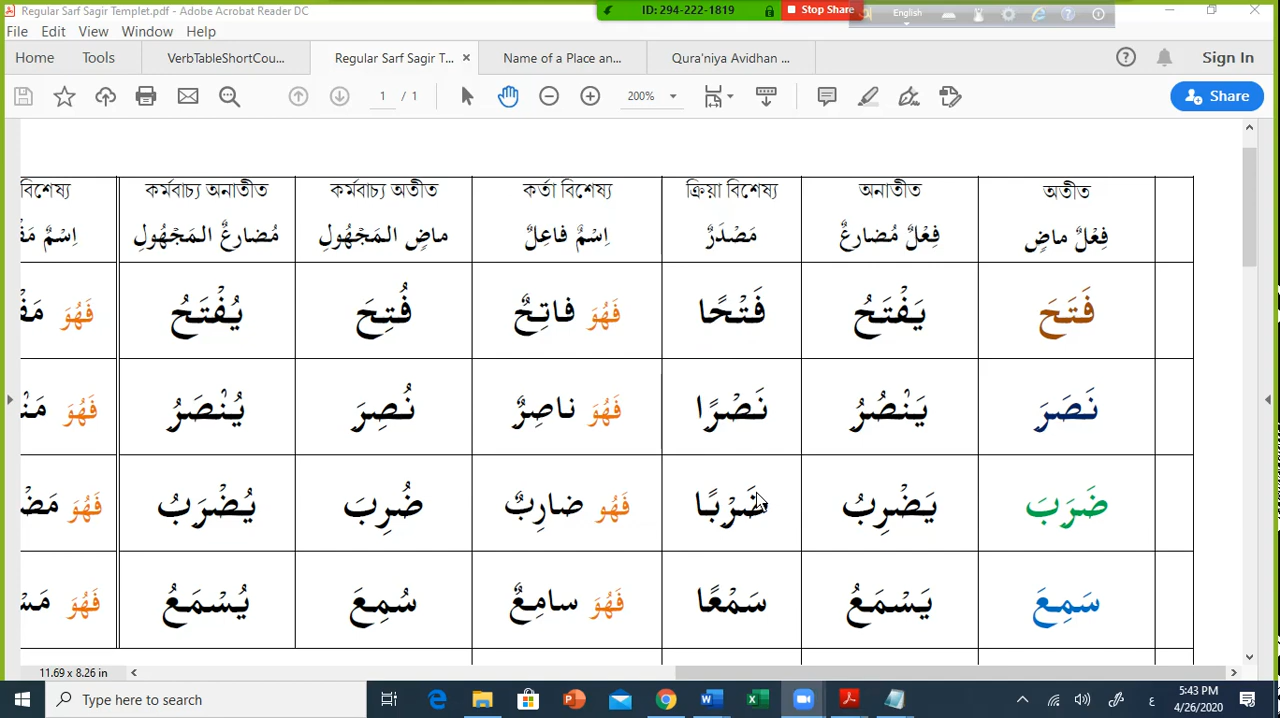 Regular Sarf Sagir Templet.pdf - Adobe Acrobat Reader DC
ID: 294-222-1819
Stop Share
English
File Edit View Window Help
Home Tools VerbTableShortCou... Regular Sarf Sagir T... × Name of a Place an... Qura'niya Avidhan ... Sign In
1 / 1 200% Share
অতীত অনাতীত ক্রিয়া বিশেষ্য কর্তা বিশেষ্য কর্মবাচ্য অতীত কর্মবাচ্য অনাতীত বিশেষ্য
فِعْلٌ ماضٍ فِعْلٌ مُضارِعٌ مَصْدَرٌ اِسْمٌ فاعِلٌ ماضٍ المَجْهُولِ مُضارِعٌ المَجْهُولِ اِسْمٌ مَفْ
فَتَحَ يَفْتَحُ فَتْحًا فَهُوَ فاتِحٌ فُتِحَ يُفْتَحُ فَهُوَ مَفْ
نَصَرَ يَنْصُرُ نَصْرًا فَهُوَ ناصِرٌ نُصِرَ يُنْصَرُ فَهُوَ مَنْ
ضَرَبَ يَضْرِبُ ضَرْبًا فَهُو ضارِبٌ ضُرِبَ يُضْرَبُ فَهُوَ مَضْ
سَمِعَ يَسْمَعُ سَمْعًا فَهُوَ سامِعٌ سُمِعَ يُسْمَعُ فَهُوَ مَسْ
11.69 x 8.26 in
Type here to search
ع
5:43 PM
4/26/2020